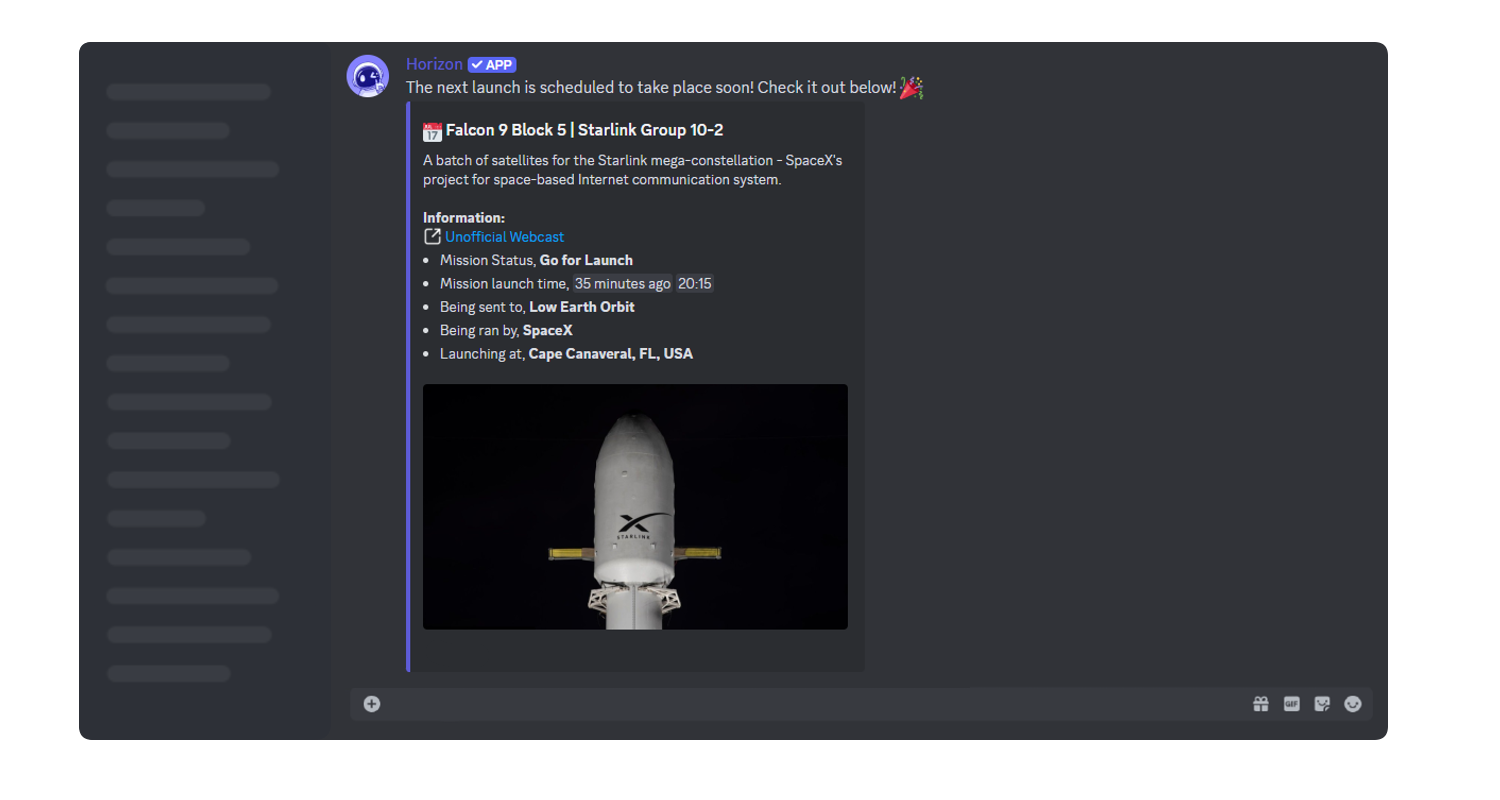 Horizon APP
The next launch is scheduled to take place soon! Check it out below!
17 Falcon 9 Block 5 | Starlink Group 10-2
A batch of satellites for the Starlink mega-constellation - SpaceX's
project for space-based Internet communication system.
Information:
Unofficial Webcast
• Mission Status, Go for Launch
• Mission launch time, 35 minutes ago 20:15
• Being sent to, Low Earth Orbit
• Being ran by, SpaceX
• Launching at, Cape Canaveral, FL, USA
X
STARLINK
GIF